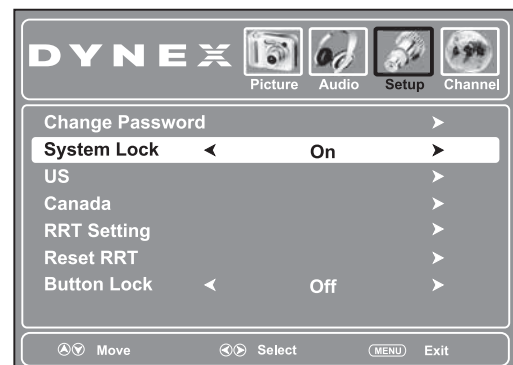 DYNEX
Picture Audio Setup Channel
Change Password
System Lock On
US
Canada
RRT Setting
Reset RRT
Button Lock Off
Move Select MENU Exit